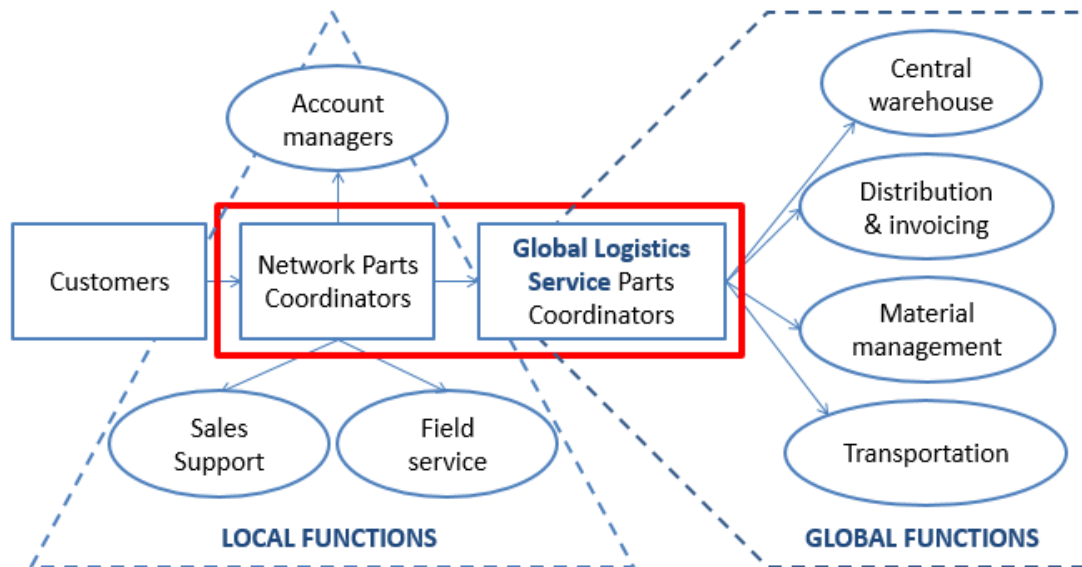 Account
managers
Customers
Network Parts
Coordinators
Global Logistics
Service Parts
Coordinators
Sales
Support
Field
service
LOCAL FUNCTIONS
Central
warehouse
Distribution
& invoicing
Material
management
Transportation
GLOBAL FUNCTIONS